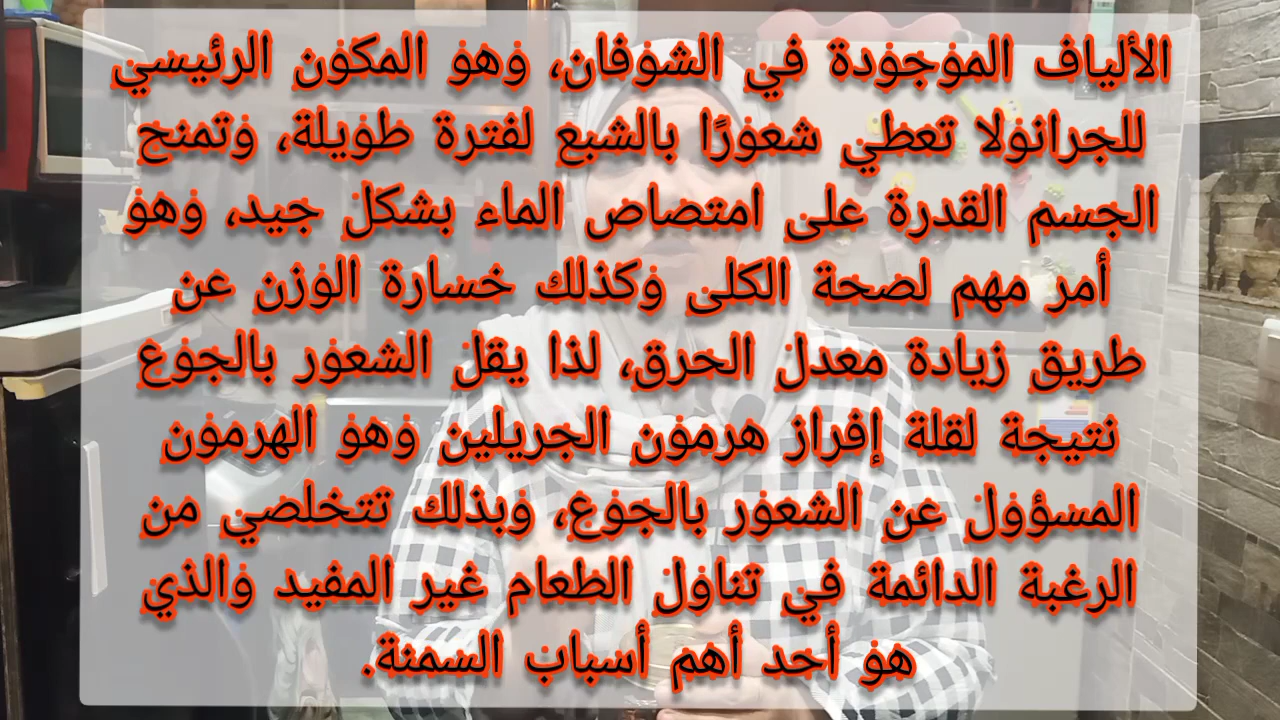 الألياف الموجودة في الشوفان، وهو المكون الرئيسي
للجرانولا تعطي شعورًا بالشبع لفترة طويلة، وتمنح
الجسم القدرة على امتصاص الماء بشكل جيد، وهو
أمر مهم لصحة الكلى وكذلك خسارة الوزن عن
طريق زيادة معدل الحرق، لذا يقل الشعور بالجوع
نتيجة لقلة إفراز هرمون الجريلين وهو الهرمون
المسؤول عن الشعور بالجوع، وبذلك تتخلصي من
الرغبة الدائمة في تناول الطعام غير المفيد والذي
هو أحد أهم أسباب السمنة.